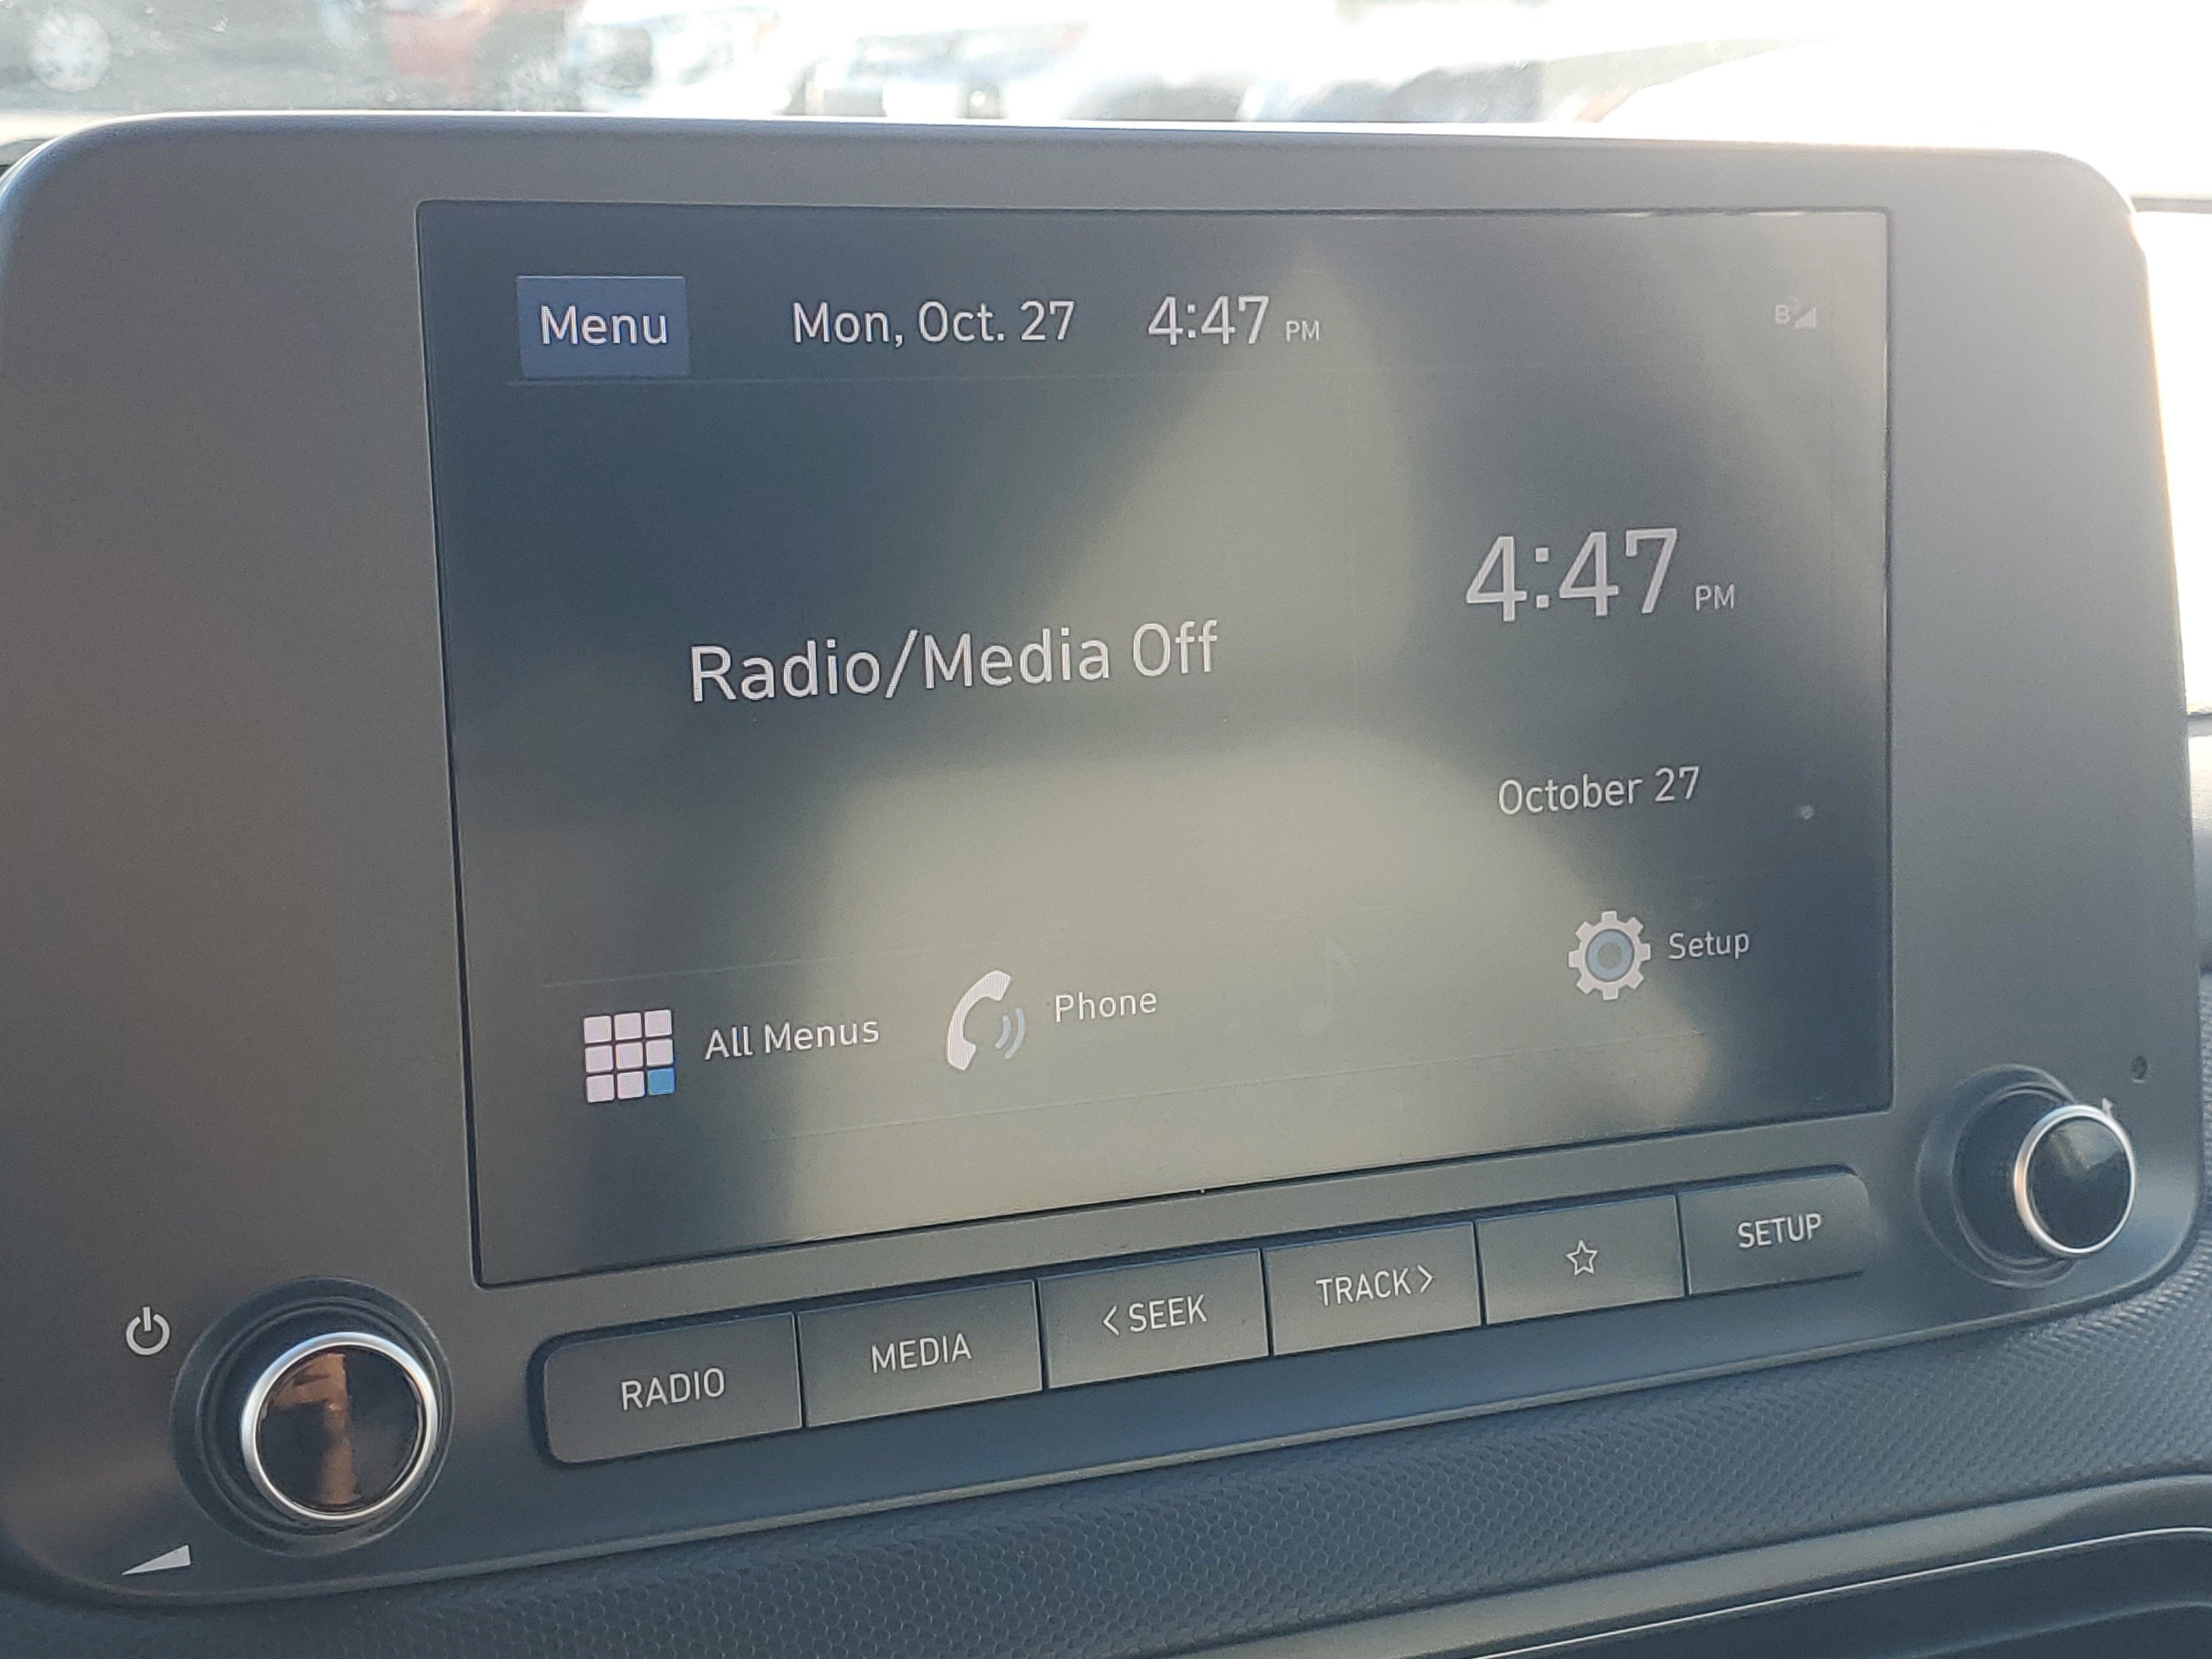 Menu Mon, Oct. 27 4:47 PM B
4:47 PM
Radio/Media Off
October 27
All Menus Phone Setup
RADIO MEDIA < SEEK TRACK > ☆ SETUP